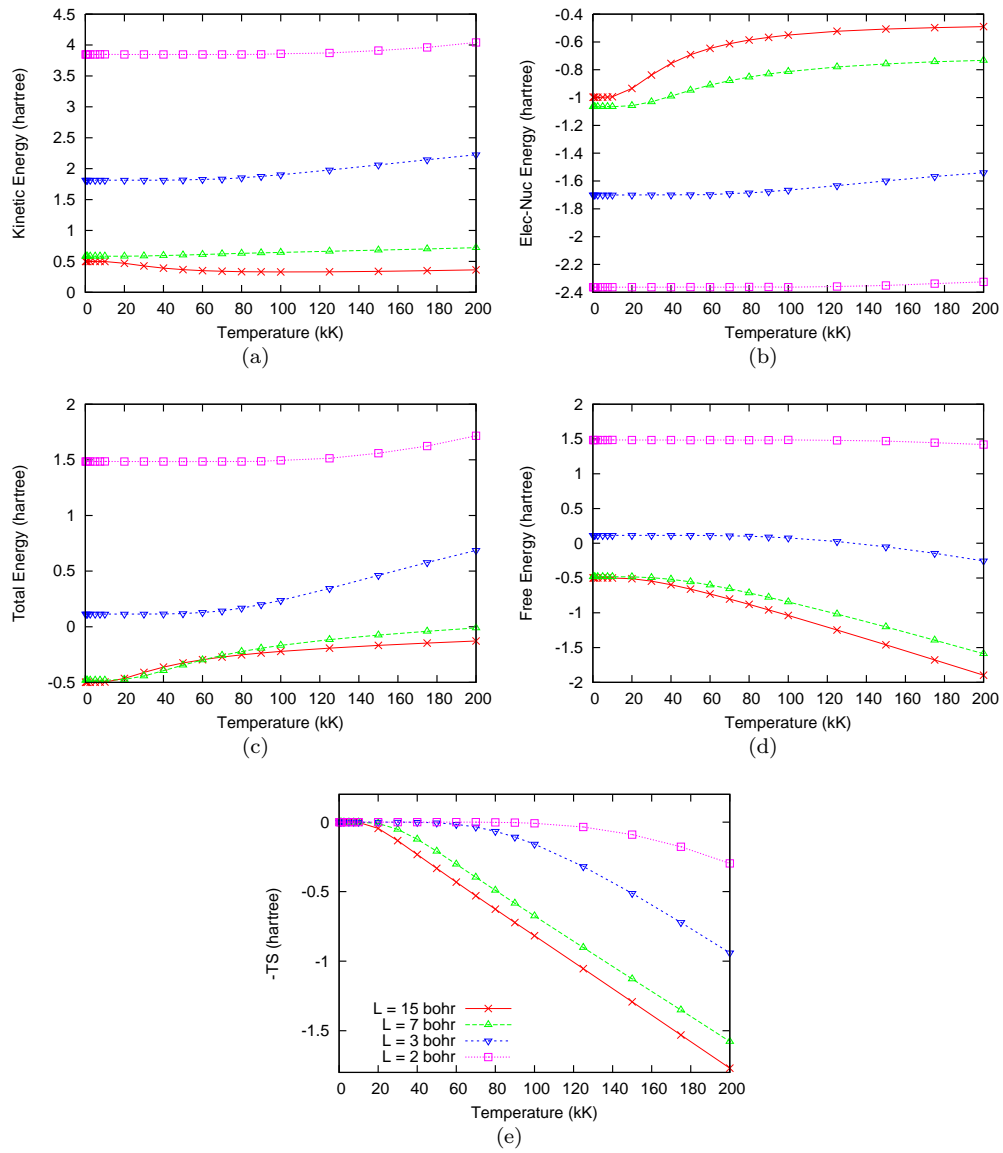 Kinetic Energy (hartree)
4.5
4
3.5
3
2.5
2
1.5
1
0.5
0
0 20 40 60 80 100 120 140 160 180 200
Temperature (kK)
(a)
Elec-Nuc Energy (hartree)
-0.4
-0.6
-0.8
-1
-1.2
-1.4
-1.6
-1.8
-2
-2.2
-2.4
0 20 40 60 80 100 120 140 160 180 200
Temperature (kK)
(b)
Total Energy (hartree)
2
1.5
1
0.5
0
-0.5
0 20 40 60 80 100 120 140 160 180 200
Temperature (kK)
(c)
Free Energy (hartree)
2
1.5
1
0.5
0
-0.5
-1
-1.5
-2
0 20 40 60 80 100 120 140 160 180 200
Temperature (kK)
(d)
-TS (hartree)
0
-0.5
-1
-1.5
L = 15 bohr
L = 7 bohr
L = 3 bohr
L = 2 bohr
0 20 40 60 80 100 120 140 160 180 200
Temperature (kK)
(e)